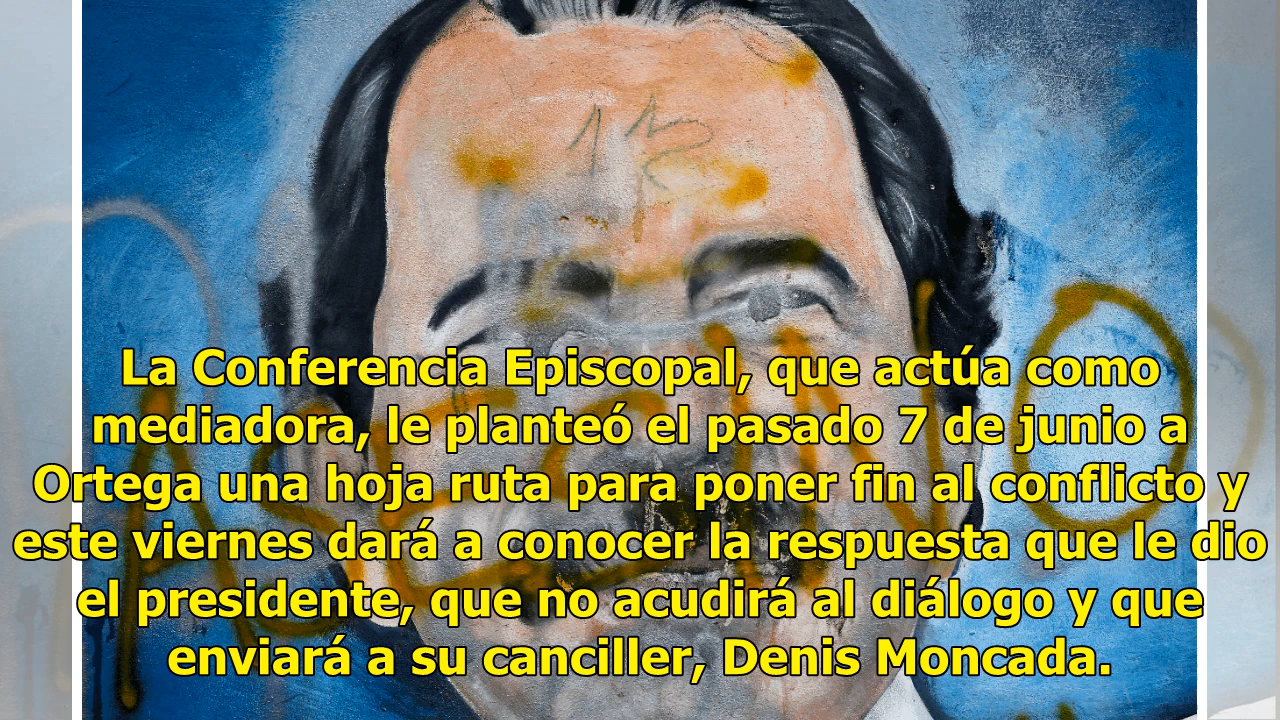 La Conferencia Episcopal, que actúa como
mediadora, le planteó el pasado 7 de junio a
Ortega una hoja ruta para poner fin al conflicto y
este viernes dará a conocer la respuesta que le dio
el presidente, que no acudirá al diálogo y que
enviará a su canciller, Denis Moncada.